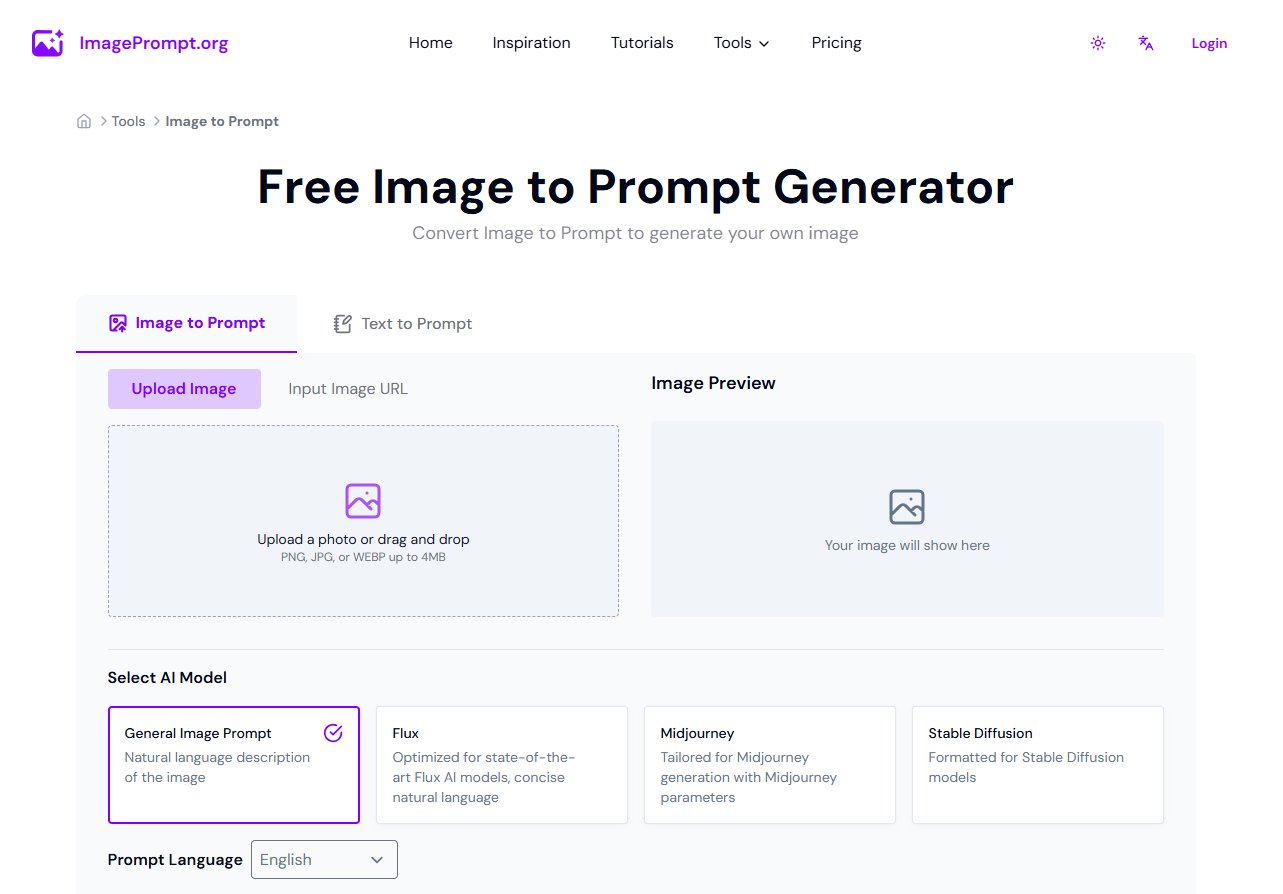 ImagePrompt.org
Home Inspiration Tutorials Tools Pricing
Login
Tools Image to Prompt
Free Image to Prompt Generator
Convert Image to Prompt to generate your own image
Image to Prompt
Text to Prompt
Upload Image
Input Image URL
Image Preview
Upload a photo or drag and drop
PNG, JPG, or WEBP up to 4MB
Your image will show here
Select AI Model
General Image Prompt
Natural language description
of the image
Flux
Optimized for state-of-the-
art Flux AI models, concise
natural language
Midjourney
Tailored for Midjourney
generation with Midjourney
parameters
Stable Diffusion
Formatted for Stable Diffusion
models
Prompt Language English